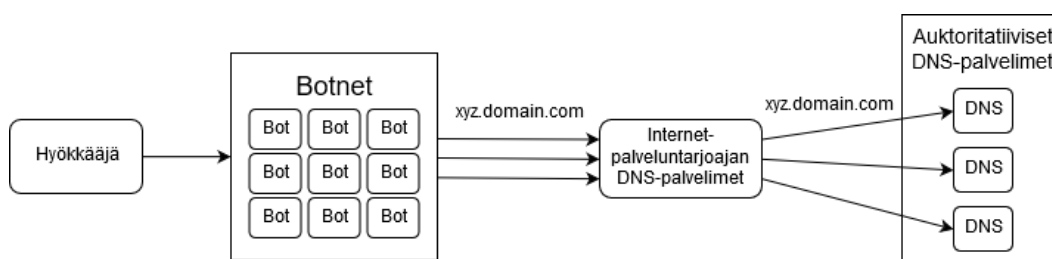 Hyökkääjä
Botnet
Bot Bot Bot
Bot Bot Bot
Bot Bot Bot
xyz.domain.com
Internet-
palveluntarjoajan
DNS-palvelimet
xyz.domain.com
Auktoritatiiviset
DNS-palvelimet
DNS
DNS
DNS